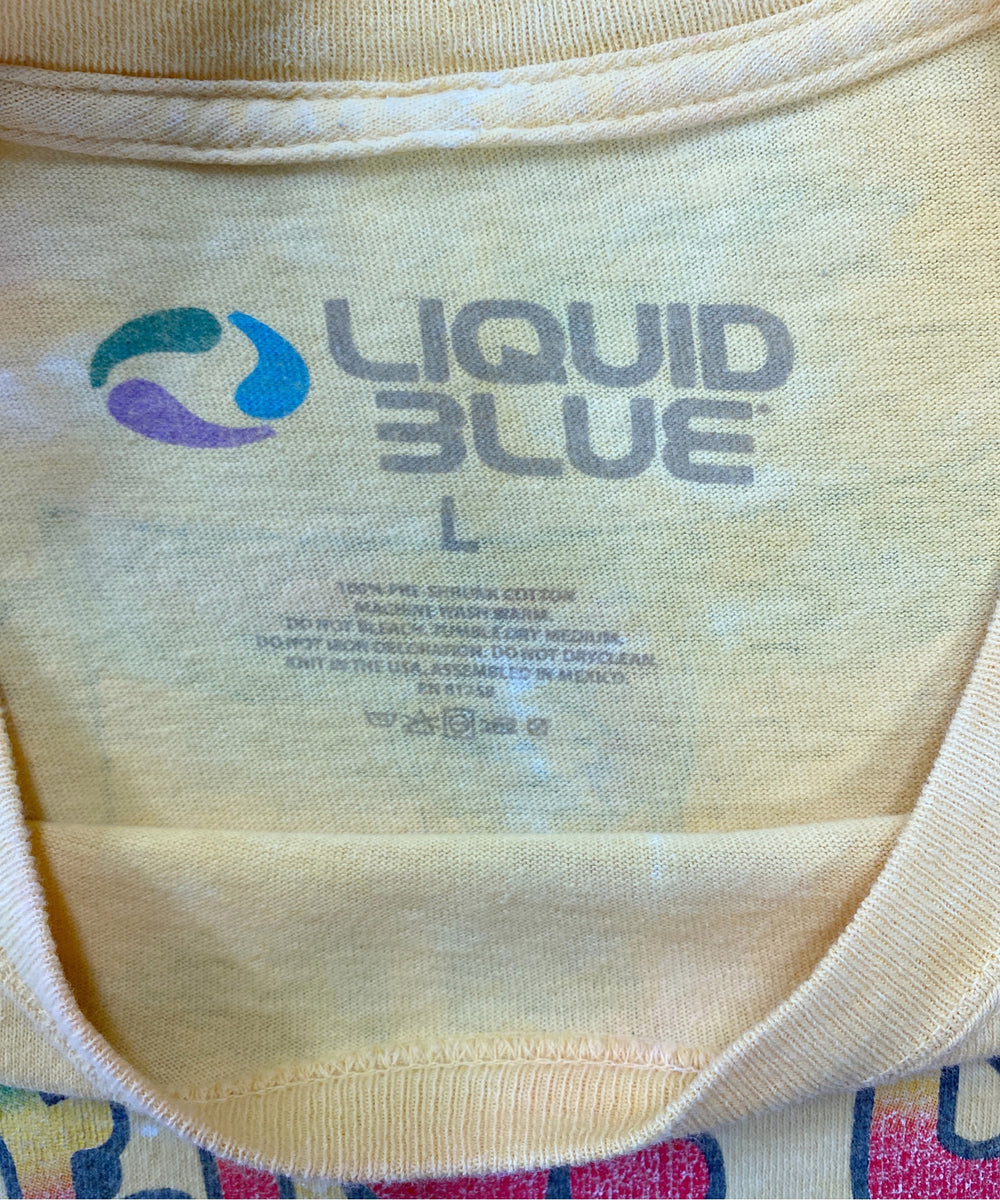 LIQUID
BLUE
L
100% PRE-SHRUNK COTTON
MACHINE WASH WARM.
DO NOT BLEACH. TUMBLE DRY MEDIUM.
DO NOT IRON DECORATION. DO NOT DRYCLEAN.
KNIT IN THE USA. ASSEMBLED IN MEXICO.